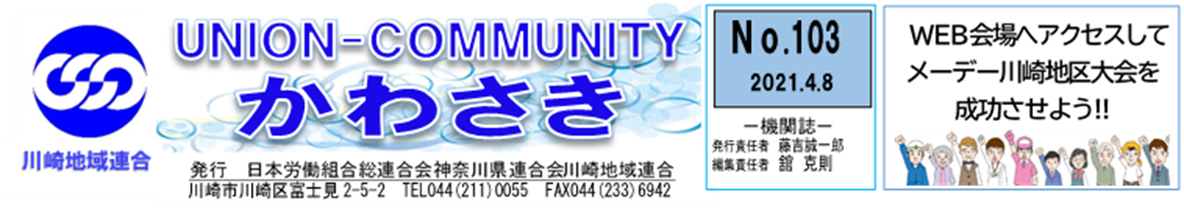 川崎地域連合
UNION-COMMUNITY
かわさき
発行 日本労働組合総連合会神奈川県連合会川崎地域連合
川崎市川崎区富士見2-5-2 TEL044(211)0055 FAX044(233)6942
No.103
2021.4.8
ー機関誌ー
発行責任者 藤吉誠一郎
編集責任者 舘 克則
WEB会場へアクセスして
メーデー川崎地区大会を
成功させよう!!